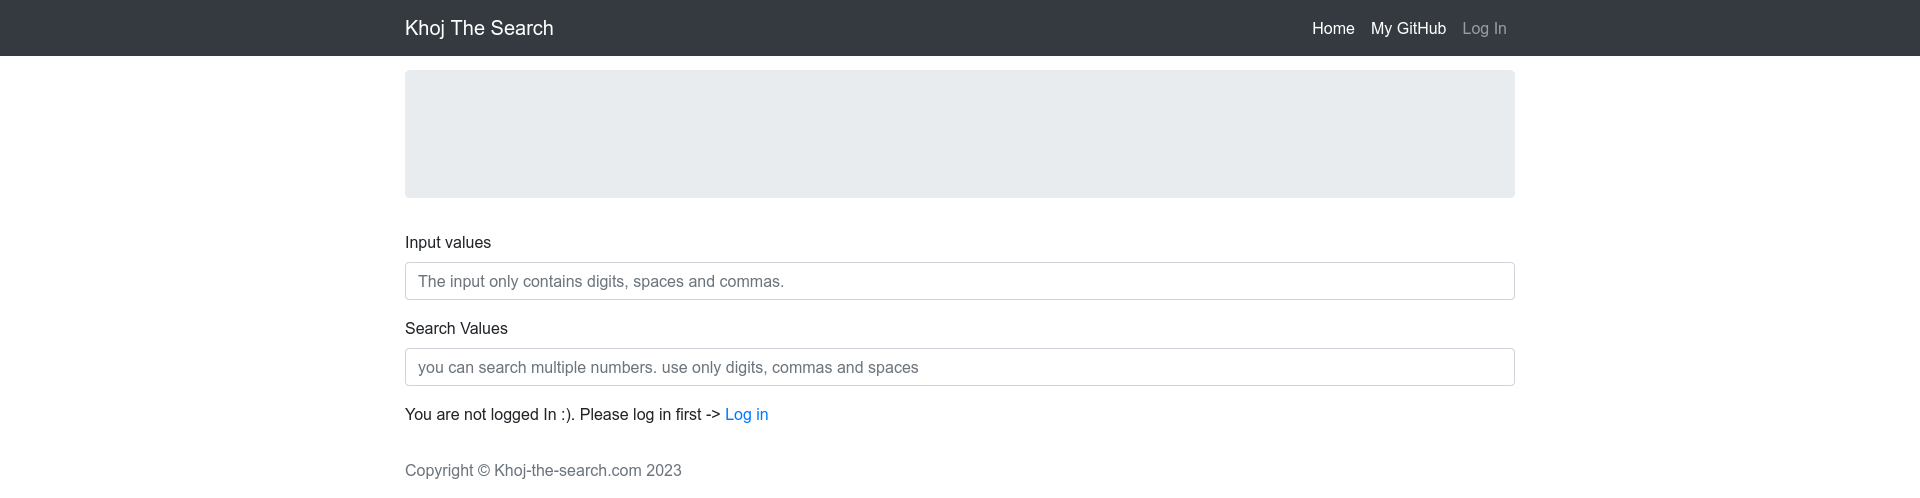 Khoj The Search
Home My GitHub Log In
Input values
The input only contains digits, spaces and commas.
Search Values
you can search multiple numbers. use only digits, commas and spaces
You are not logged In :). Please log in first -> Log in
Copyright © Khoj-the-search.com 2023